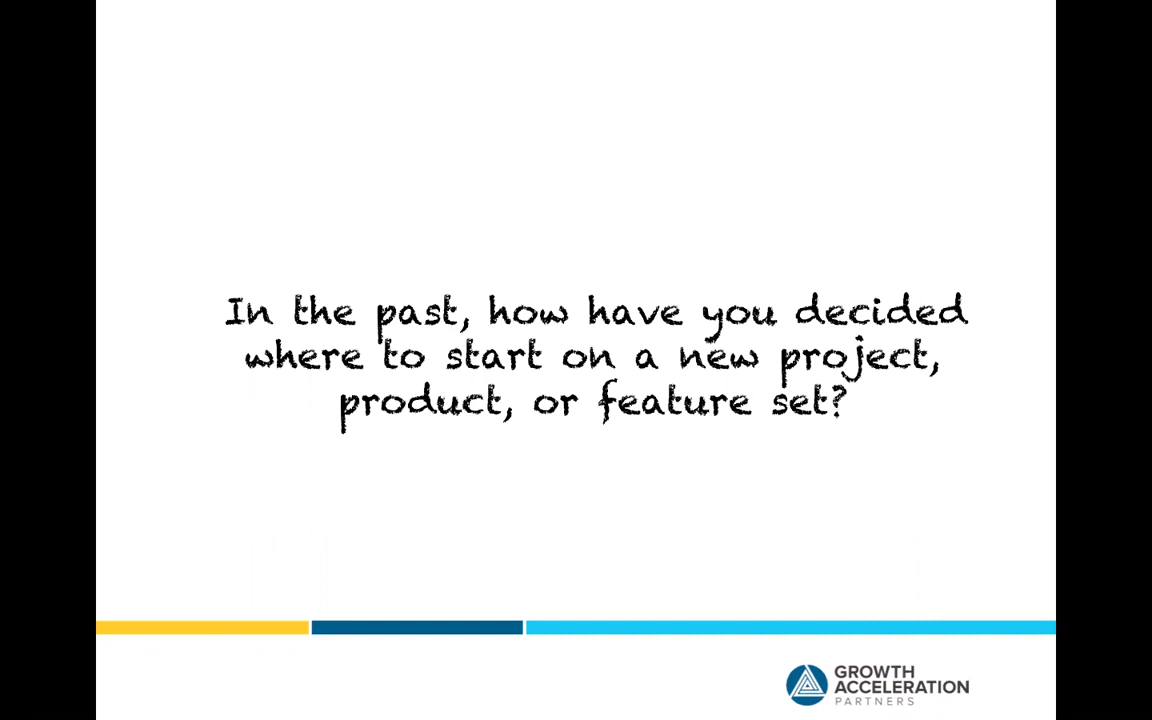 In the past, how have you decided
where to start on a new project,
product, or feature set?
GROWTH
ACCELERATION
PARTNERS